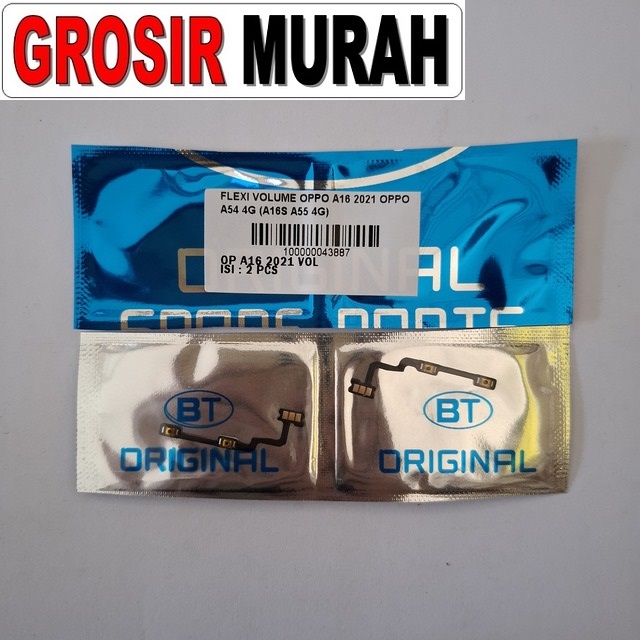 GROSIR MURAH
FLEXI VOLUME OPPO A16 2021 OPPO
A54 4G (A16S A55 4G)
100000043887
OP A16 2021 VOL
ISI : 2 PCS
BT
ORIGINAL
BT
ORIGINAL